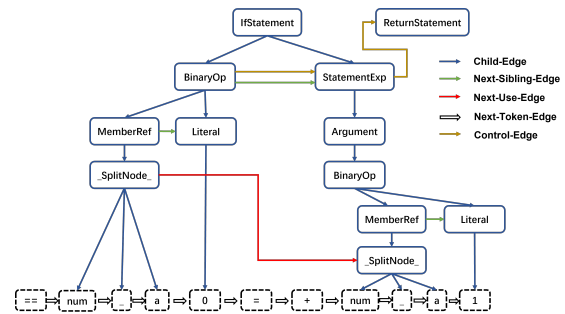 IfStatement
ReturnStatement
BinaryOp
StatementExp
MemberRef
Literal
Argument
_SplitNode_
BinaryOp
MemberRef
Literal
_SplitNode_
== num _ a 0 = + num _ a 1
Child-Edge
Next-Sibling-Edge
Next-Use-Edge
Next-Token-Edge
Control-Edge